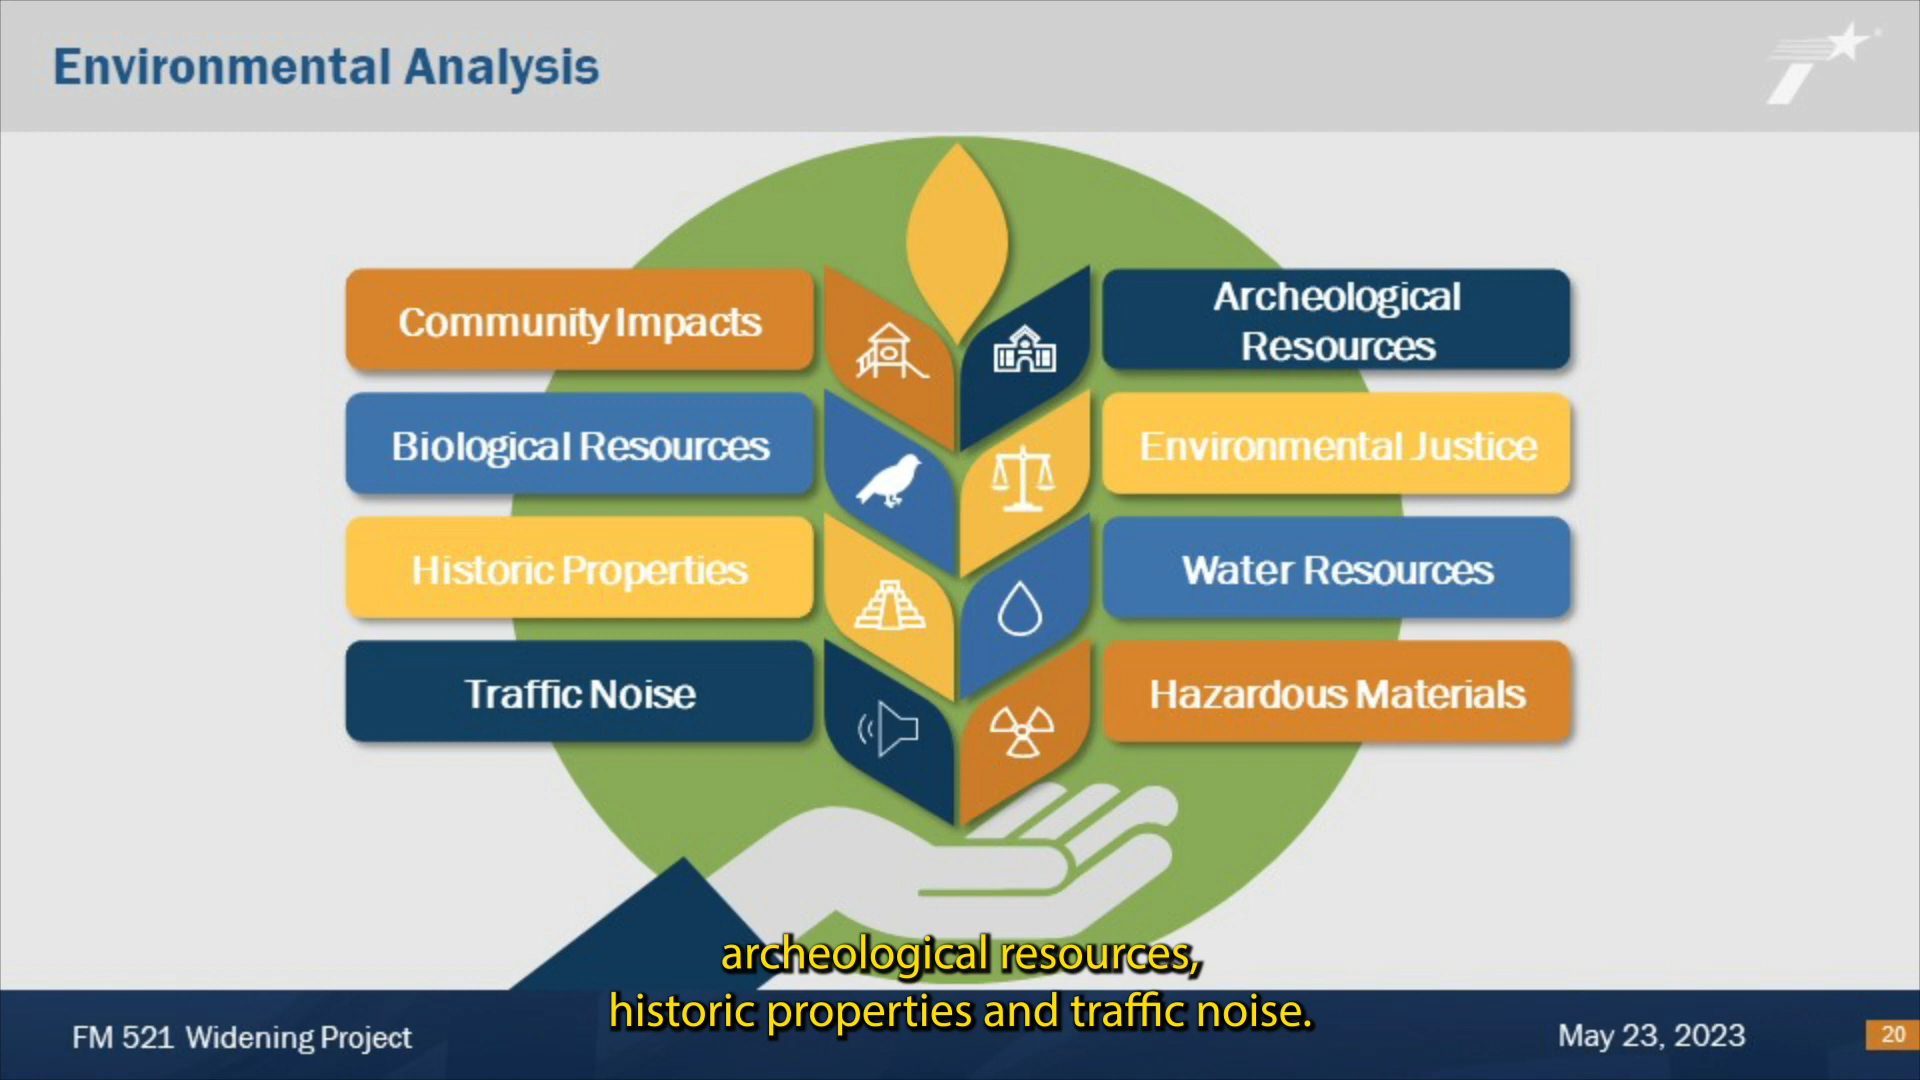 Environmental Analysis
Community Impacts
Archeological
Resources
Biological Resources
Environmental Justice
Historic Properties
Water Resources
Traffic Noise
Hazardous Materials
archeological resources,
historic properties and traffic noise.
FM 521 Widening Project
May 23, 2023
20